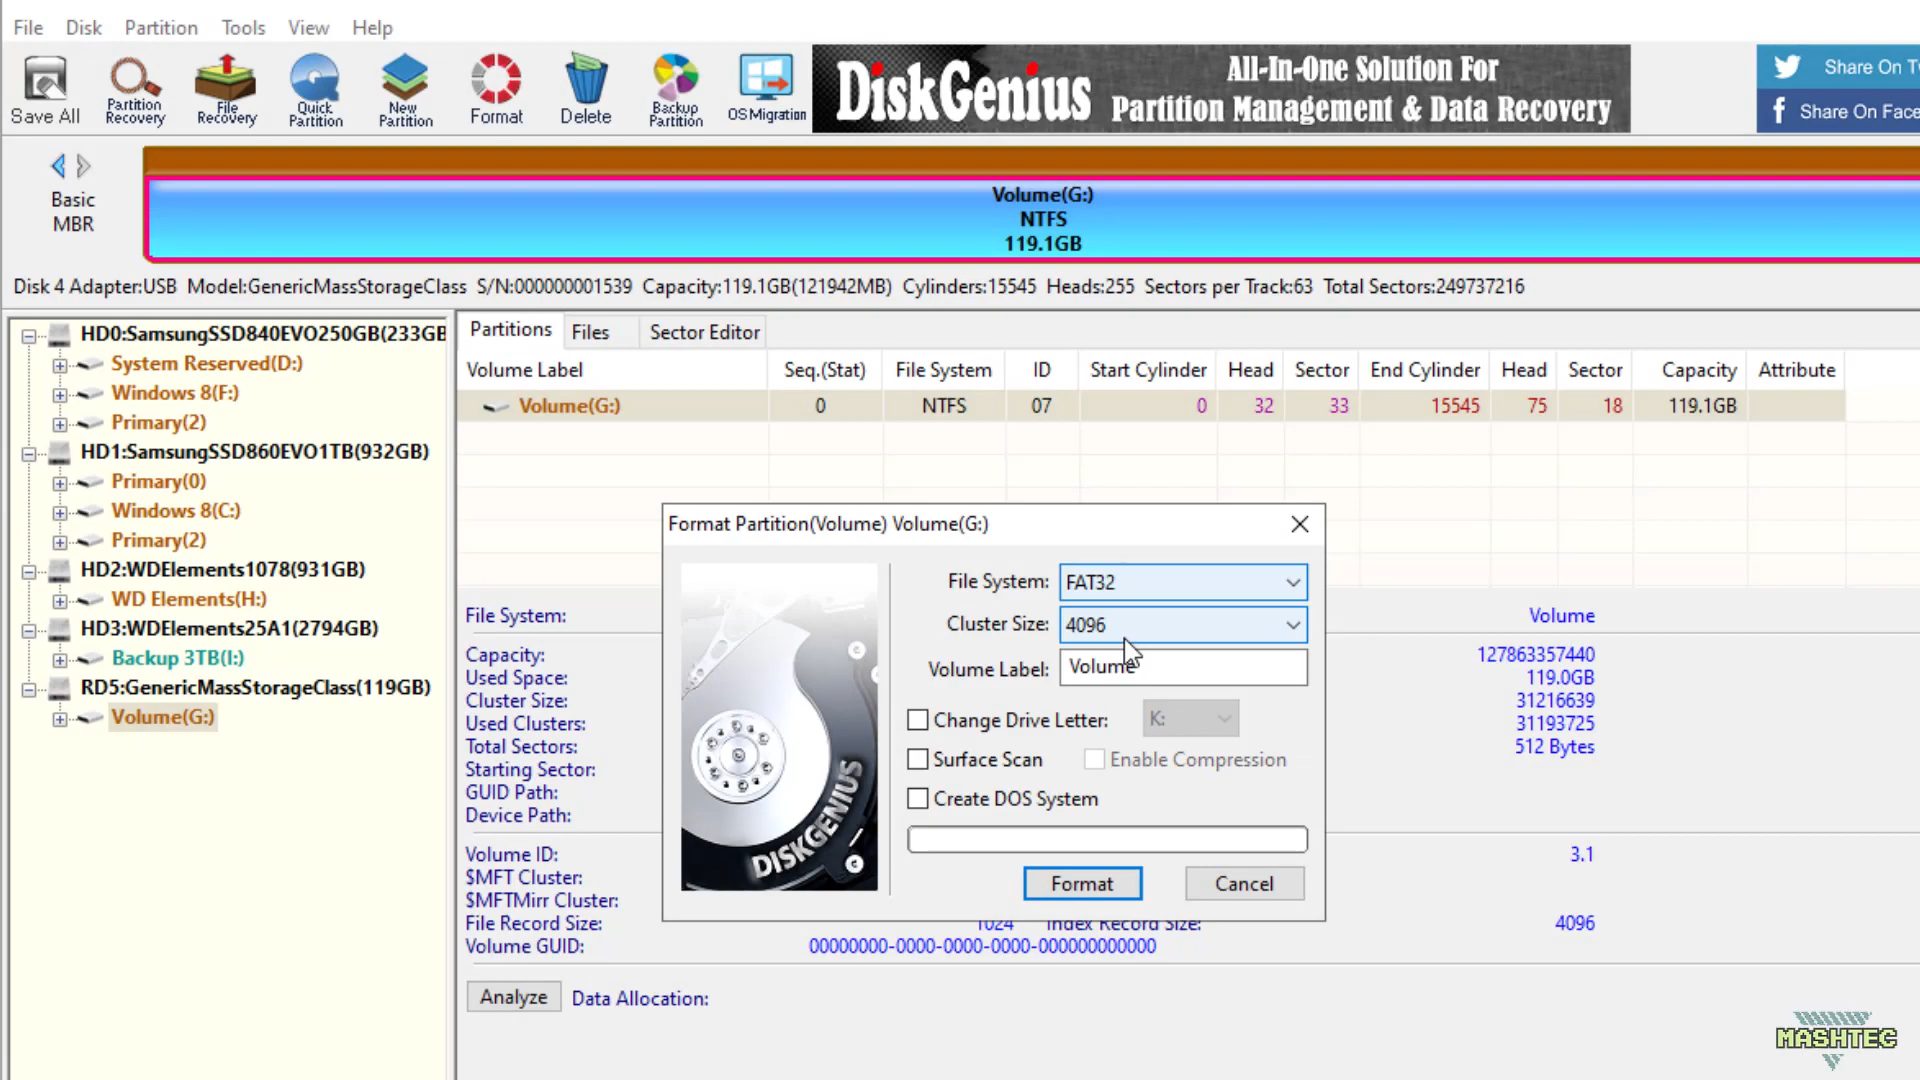 File Disk Partition Tools View Help
Save All
Partition Recovery
File Recovery
Quick Partition
New Partition
Format
Delete
Backup Partition
OS Migration
DiskGenius
All-In-One Solution For
Partition Management & Data Recovery
Share On T
Share On Face
Basic
MBR
Volume(G:)
NTFS
119.1GB
Disk 4 Adapter:USB Model:GenericMassStorageClass S/N:000000001539 Capacity:119.1GB(121942MB) Cylinders:15545 Heads:255 Sectors per Track:63 Total Sectors:249737216
HD0:SamsungSSD840EVO250GB(233GB
System Reserved(D:)
Windows 8(F:)
Primary(2)
HD1:SamsungSSD860EVO1TB(932GB)
Primary(0)
Windows 8(C:)
Primary(2)
HD2:WDElements1078(931GB)
WD Elements(H:)
HD3:WDElements25A1(2794GB)
Backup 3TB(I:)
RD5:GenericMassStorageClass(119GB)
Volume(G:)
Partitions Files Sector Editor
Volume Label Seq.(Stat) File System ID Start Cylinder Head Sector End Cylinder Head Sector Capacity Attribute
Volume(G:) 0 NTFS 07 0 32 33 15545 75 18 119.1GB
File System: Volume
Capacity: 127863357440
Used Space: 119.0GB
Cluster Size: 31216639
Used Clusters: 31193725
Total Sectors: 512 Bytes
Starting Sector:
GUID Path:
Device Path:
Volume ID: 3.1
$MFT Cluster:
$MFTMirr Cluster:
File Record Size: 1024 Index Record Size: 4096
Volume GUID: 00000000-0000-0000-0000-000000000000
Analyze Data Allocation:
Format Partition(Volume) Volume(G:)
File System: FAT32
Cluster Size: 4096
Volume Label: Volume
Change Drive Letter: K:
Surface Scan Enable Compression
Create DOS System
Format Cancel
DISKGENIUS
MASHTEC